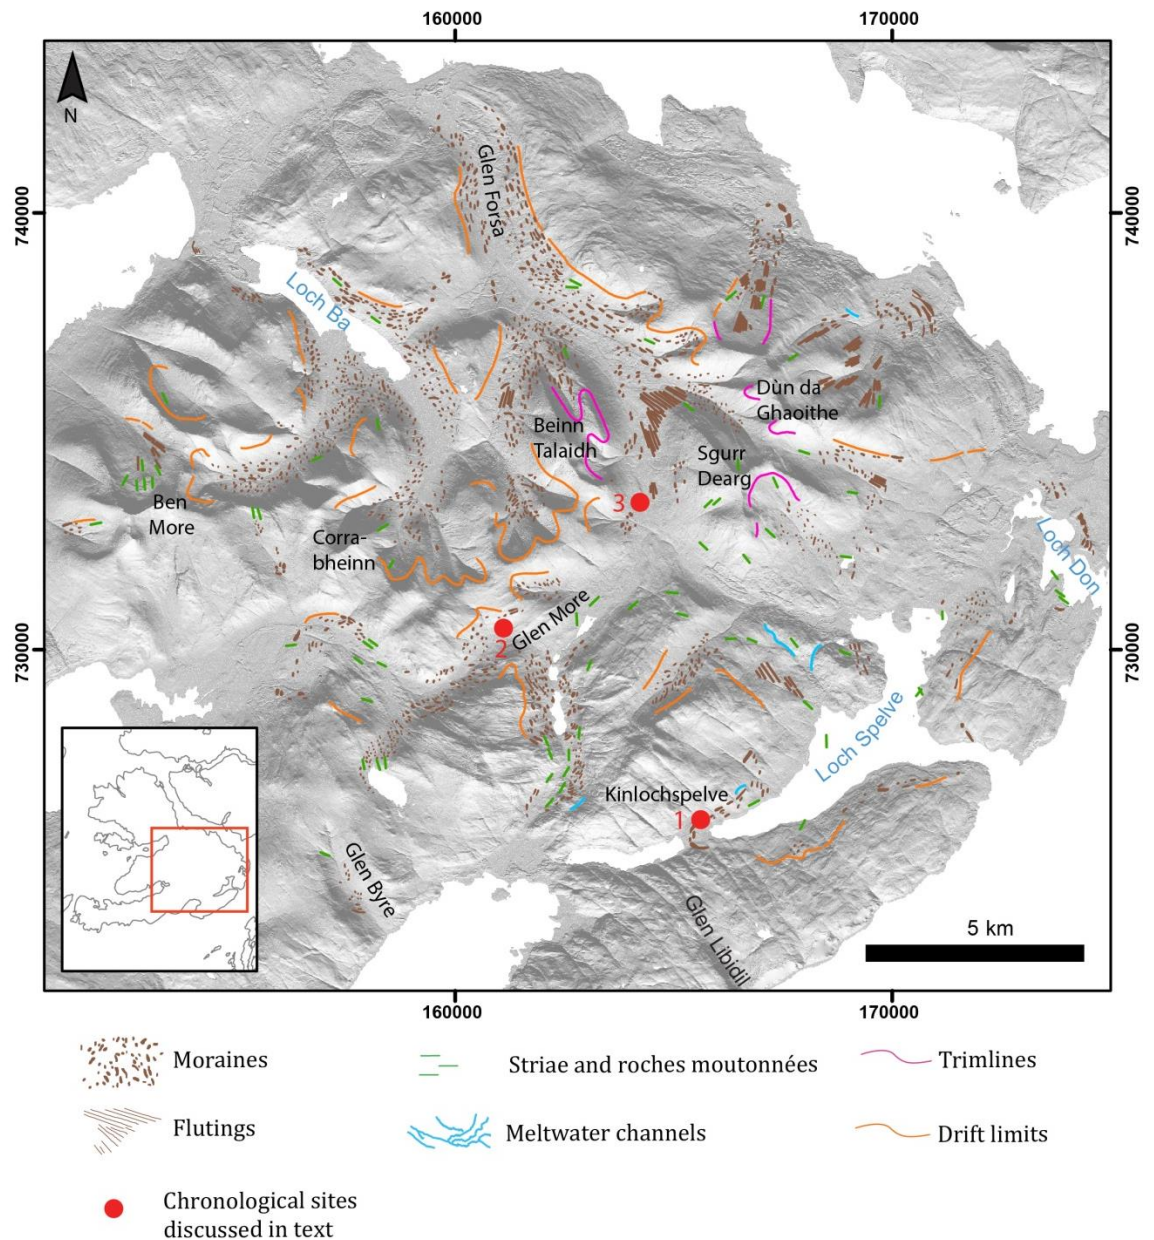 160000
170000
N
740000
740000
Glen Forsa
Loch Ba
Dùn da
Ghaoithe
Beinn
Talaidh
Sgurr
Dearg
Ben
More
3
Corra-
bheinn
Loch Don
Glen More
2
730000
730000
Loch Spelve
Kinlochspelve
1
Glen Byre
Glen Libidil
5 km
160000
170000
Moraines
Striae and roches moutonnées
Trimlines
Flutings
Meltwater channels
Drift limits
Chronological sites
discussed in text